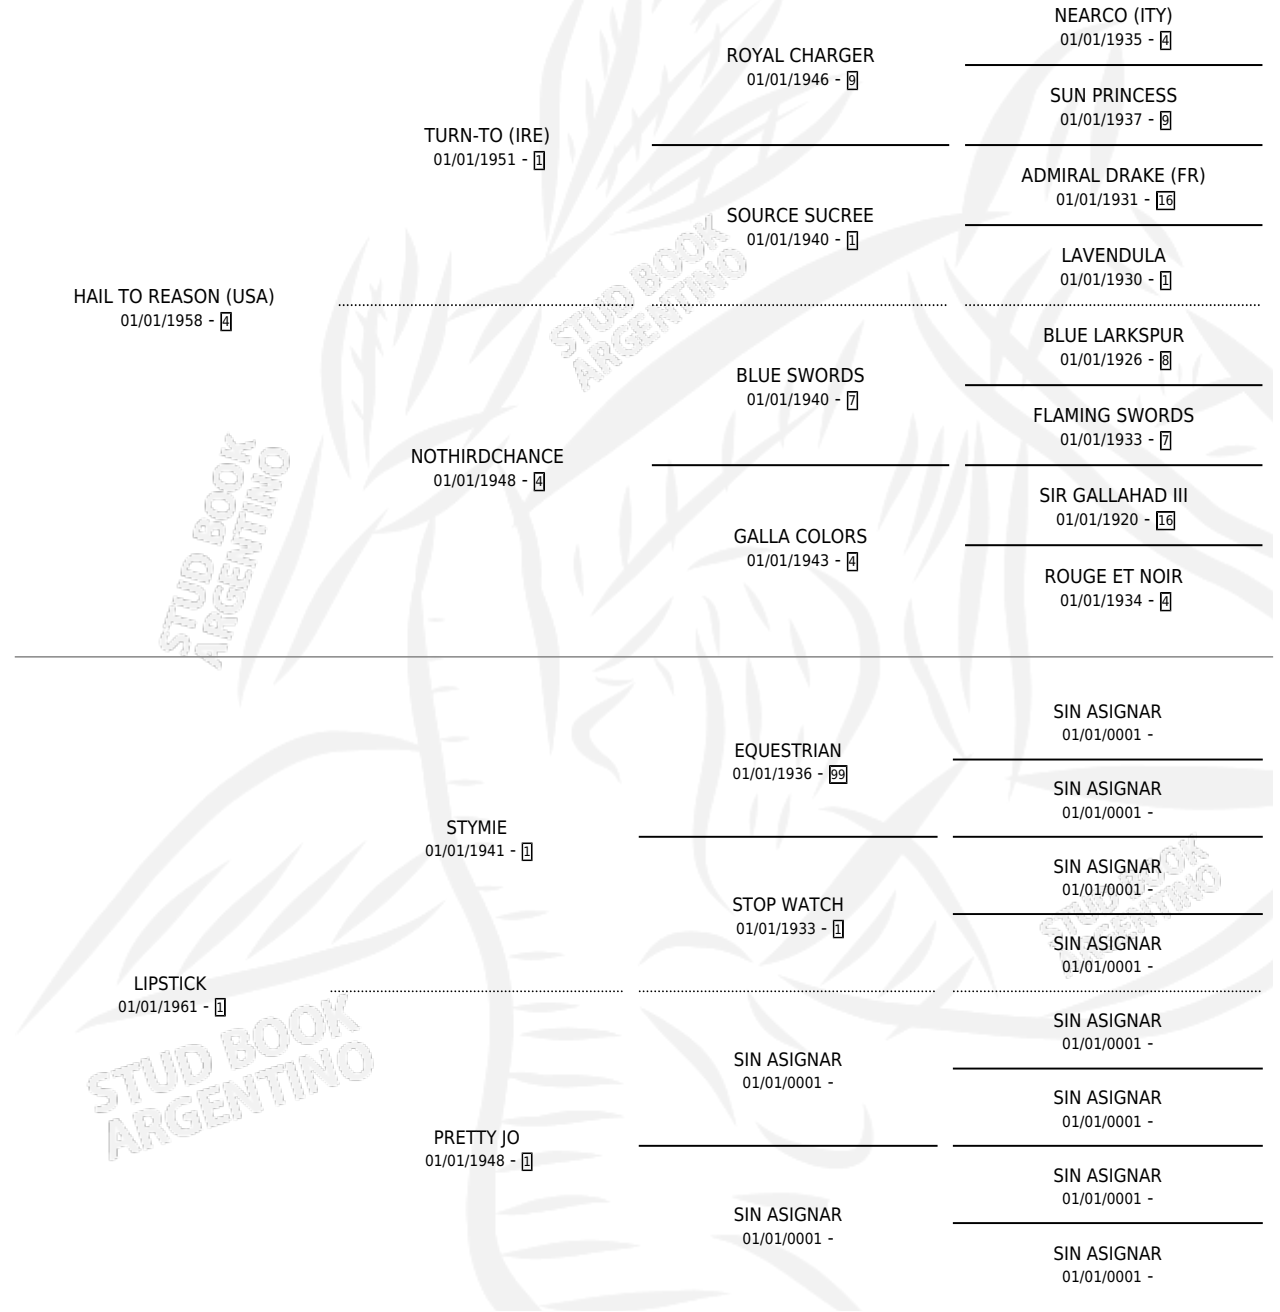 NEARCO (ITY)
01/01/1935 - 4
ROYAL CHARGER
01/01/1946 - 9
SUN PRINCESS
01/01/1937 - 9
TURN-TO (IRE)
01/01/1951 - 1
ADMIRAL DRAKE (FR)
01/01/1931 - 16
SOURCE SUCREE
01/01/1940 - 1
LAVENDULA
01/01/1930 - 1
HAIL TO REASON (USA)
01/01/1958 - 4
BLUE LARKSPUR
01/01/1926 - 8
BLUE SWORDS
01/01/1940 - 7
FLAMING SWORDS
01/01/1933 - 7
NOTHIRDCHANCE
01/01/1948 - 4
SIR GALLAHAD III
01/01/1920 - 16
GALLA COLORS
01/01/1943 - 4
ROUGE ET NOIR
01/01/1934 - 4
SIN ASIGNAR
01/01/0001 -
EQUESTRIAN
01/01/1936 - 99
SIN ASIGNAR
01/01/0001 -
STYMIE
01/01/1941 - 1
SIN ASIGNAR
01/01/0001 -
STOP WATCH
01/01/1933 - 1
SIN ASIGNAR
01/01/0001 -
LIPSTICK
01/01/1961 - 1
SIN ASIGNAR
01/01/0001 -
SIN ASIGNAR
01/01/0001 -
SIN ASIGNAR
01/01/0001 -
PRETTY JO
01/01/1948 - 1
SIN ASIGNAR
01/01/0001 -
SIN ASIGNAR
01/01/0001 -
SIN ASIGNAR
01/01/0001 -
STUD BOOK
ARGENTINO
STUD BOOK
ARGENTINO
STUD BOOK
ARGENTINO
STUD BOOK
ARGENTINO